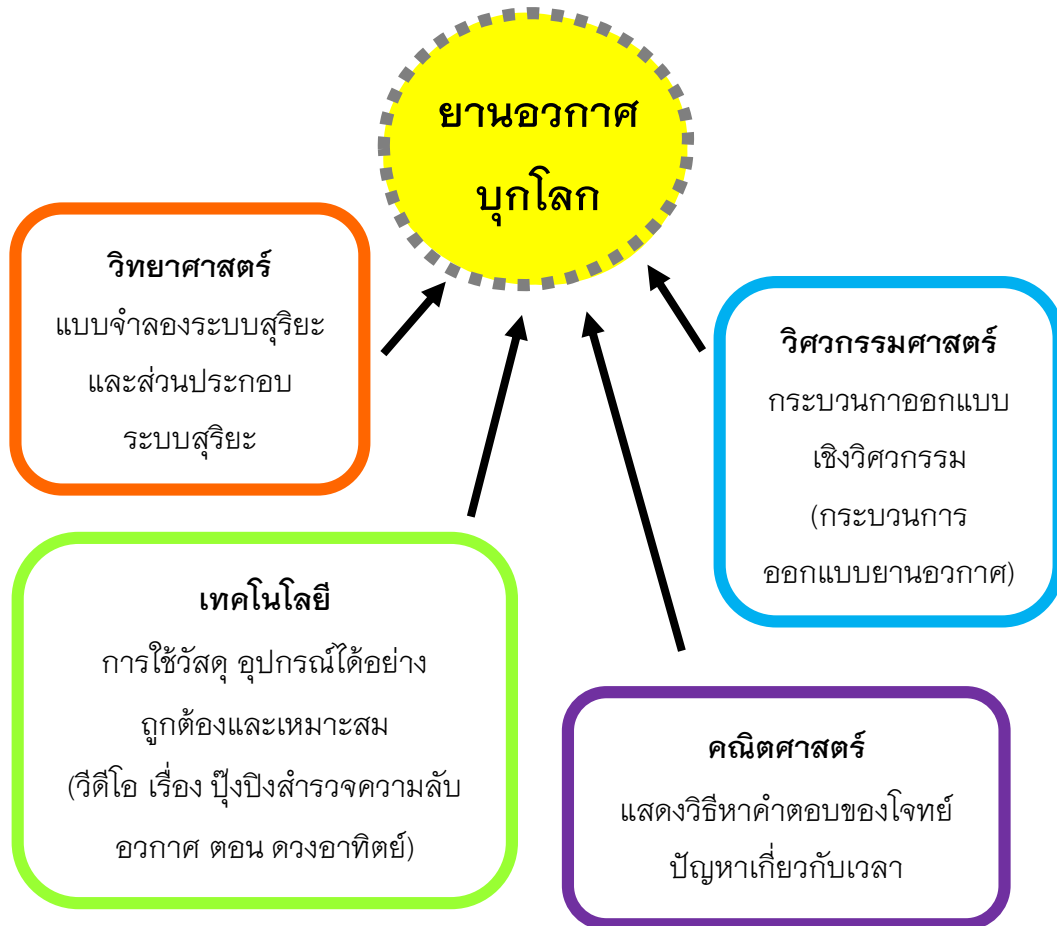 ยานอวกาศ
บุกโลก
วิทยาศาสตร์
แบบจำลองระบบสุริยะ
และส่วนประกอบ
ระบบสุริยะ
วิศวกรรมศาสตร์
กระบวนกาออกแบบ
เชิงวิศวกรรม
(กระบวนการ
ออกแบบยานอวกาศ)
เทคโนโลยี
การใช้วัสดุ อุปกรณ์ได้อย่าง
ถูกต้องและเหมาะสม
(วีดีโอ เรื่อง ปุ๊งปิงสำรวจความลับ
อวกาศ ตอน ดวงอาทิตย์)
คณิตศาสตร์
แสดงวิธีหาคำตอบของโจทย์
ปัญหาเกี่ยวกับเวลา